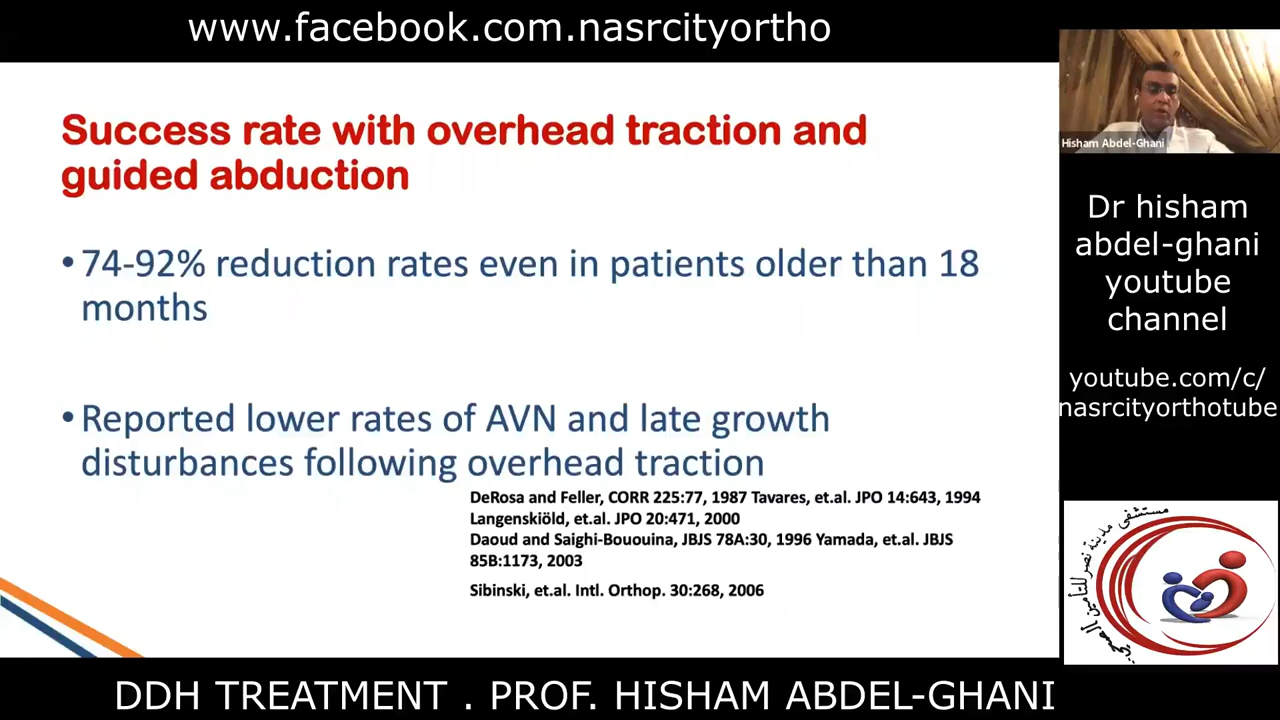 www.facebook.com.nasrcityortho
Success rate with overhead traction and
guided abduction
•74-92% reduction rates even in patients older than 18
months
•Reported lower rates of AVN and late growth
disturbances following overhead traction
DeRosa and Feller, CORR 225:77, 1987 Tavares, et.al. JPO 14:643, 1994
Langenskiöld, et.al. JPO 20:471, 2000
Daoud and Saighi-Bououina, JBJS 78A:30, 1996 Yamada, et.al. JBJS
85B:1173, 2003
Sibinski, et.al. Intl. Orthop. 30:268, 2006
Hisham Abdel-Ghani
Dr hisham
abdel-ghani
youtube
channel
youtube.com/c/
nasrcityorthotube
مستشفى مدينة نصر للتأمين الصحي
DDH TREATMENT . PROF. HISHAM ABDEL-GHANI